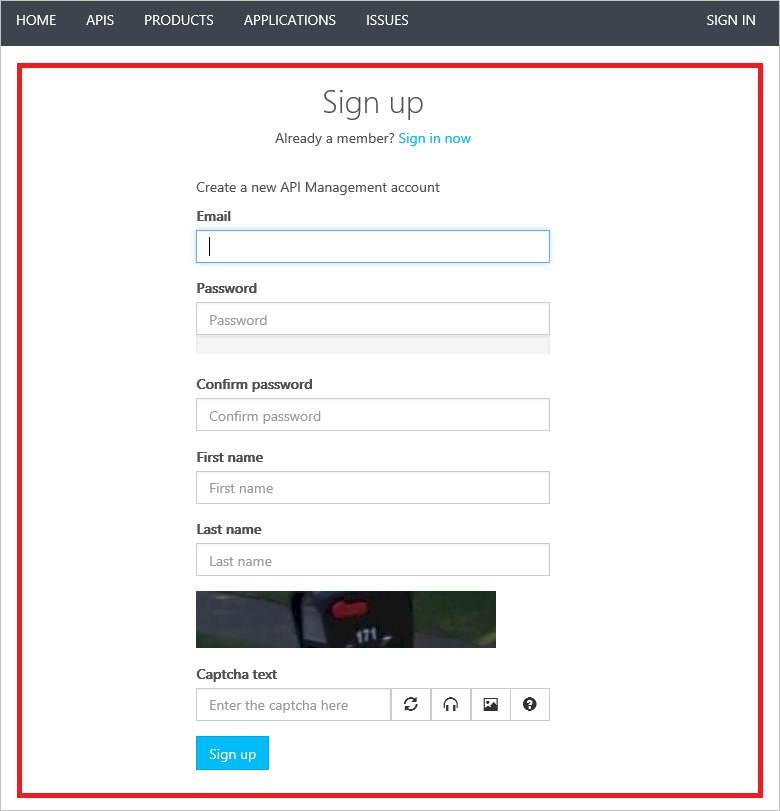 HOME APIS PRODUCTS APPLICATIONS ISSUES SIGN IN
Sign up
Already a member? Sign in now
Create a new API Management account
Email
Password
Password
Confirm password
Confirm password
First name
First name
Last name
Last name
171
Captcha text
Enter the captcha here
Sign up